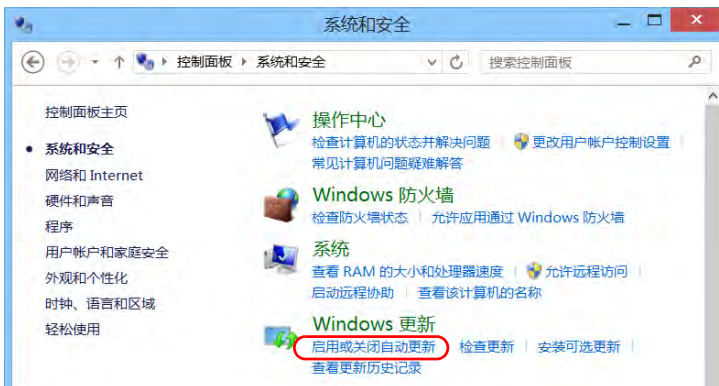 系统和安全
控制面板 系统和安全 搜索控制面板
控制面板主页
系统和安全
网络和 Internet
硬件和声音
程序
用户帐户和家庭安全
外观和个性化
时钟、语言和区域
轻松使用
操作中心
检查计算机的状态并解决问题 更改用户帐户控制设置
常见计算机问题疑难解答
Windows 防火墙
检查防火墙状态 允许应用通过 Windows 防火墙
系统
查看 RAM 的大小和处理器速度 允许远程访问
启动远程协助 查看该计算机的名称
Windows 更新
启用或关闭自动更新 检查更新 安装可选更新
查看更新历史记录